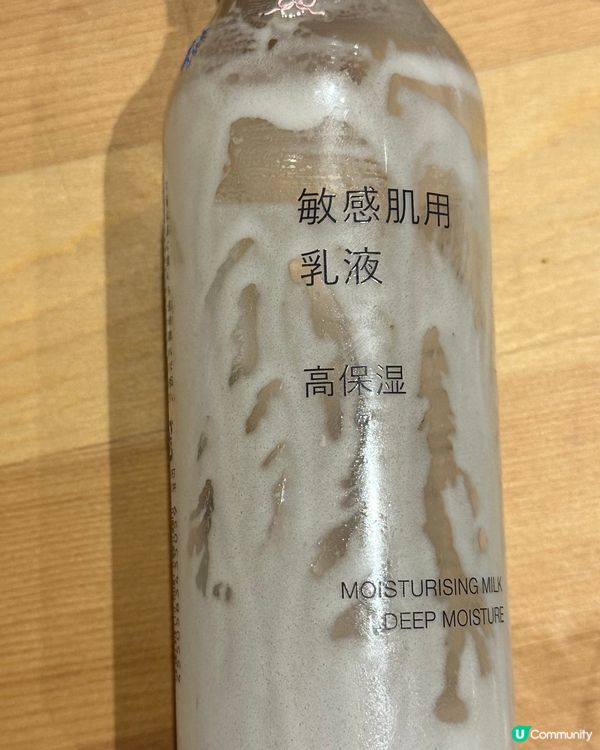 敏感肌用
乳液
高保湿
MOISTURISING MILK
DEEP MOISTURE
U Community